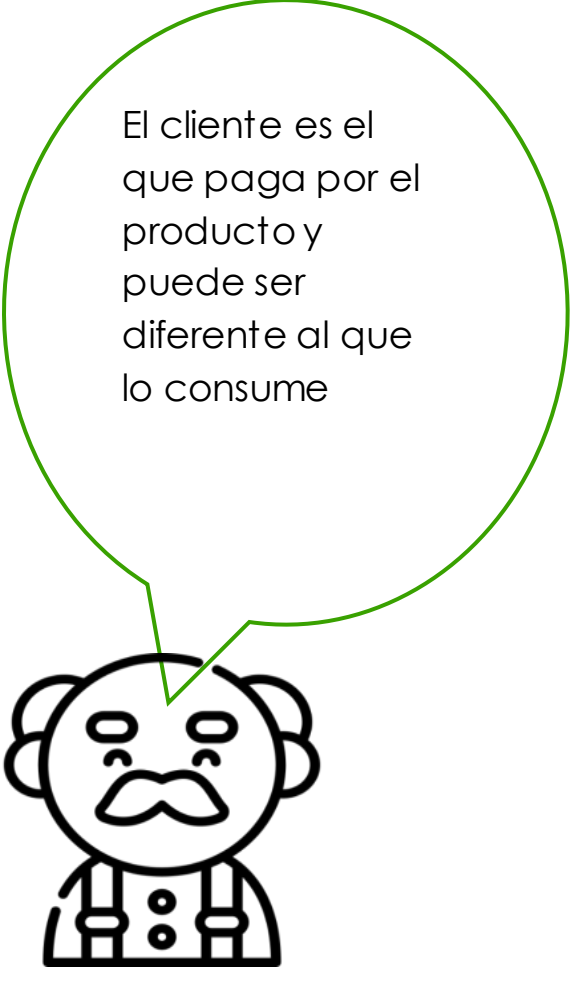 El cliente es el
que paga por el
producto y
puede ser
diferente al que
lo consume